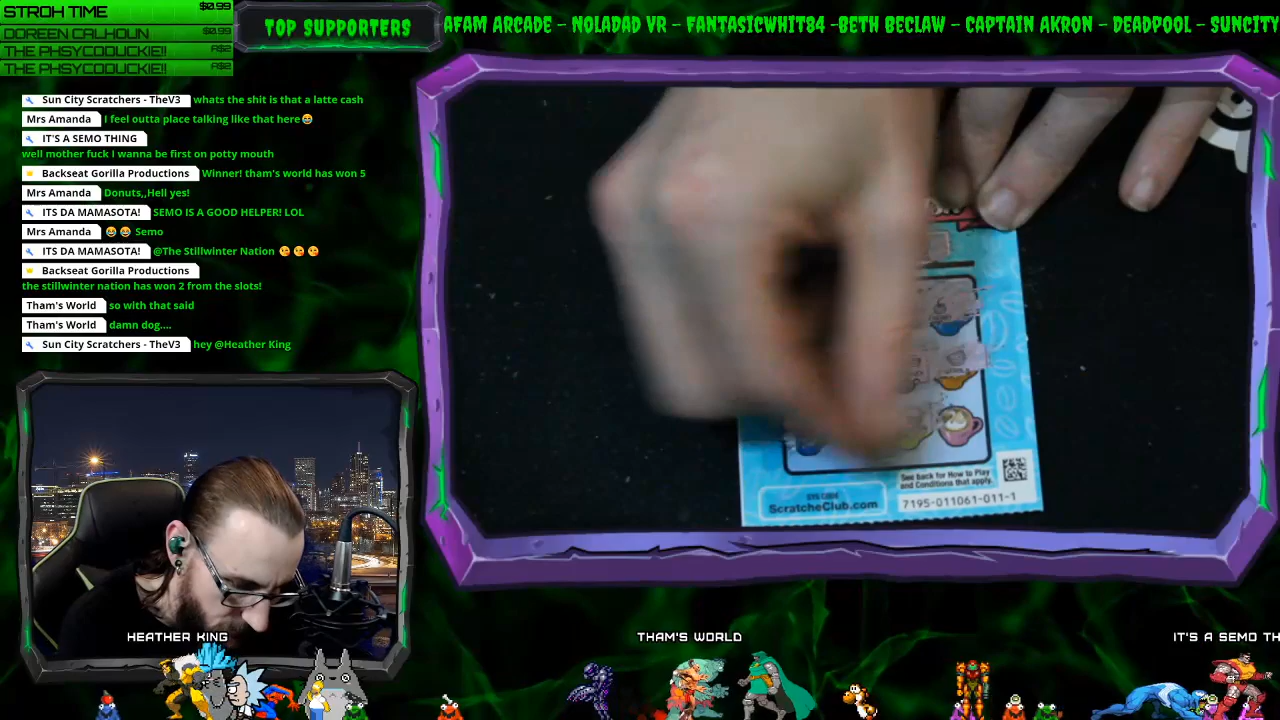 STROH TIME $0.99
DOREEN CALHOUN $0.99
THE PHSYCODUCKIE!! A$2
THE PHSYCODUCKIE!! A$2
TOP SUPPORTERS
AFAM ARCADE - NOLADAD VR - FANTASICWHIT84 -BETH BECLAW - CAPTAIN AKRON - DEADPOOL - SUNCITY
Sun City Scratchers - TheV3 whats the shit is that a latte cash
Mrs Amanda I feel outta place talking like that here😂
IT'S A SEMO THING
well mother fuck I wanna be first on potty mouth
Backseat Gorilla Productions Winner! tham's world has won 5
Mrs Amanda Donuts,,Hell yes!
ITS DA MAMASOTA! SEMO IS A GOOD HELPER! LOL
Mrs Amanda 😂 😂 Semo
ITS DA MAMASOTA! @The Stillwinter Nation 😘 😘 😘
Backseat Gorilla Productions
the stillwinter nation has won 2 from the slots!
Tham's World so with that said
Tham's World damn dog....
Sun City Scratchers - TheV3 hey @Heather King
See back for How to Play
and Conditions that apply.
ScratcheClub.com
7195-011061-011-1
HEATHER KING
THAM'S WORLD
IT'S A SEMO TH